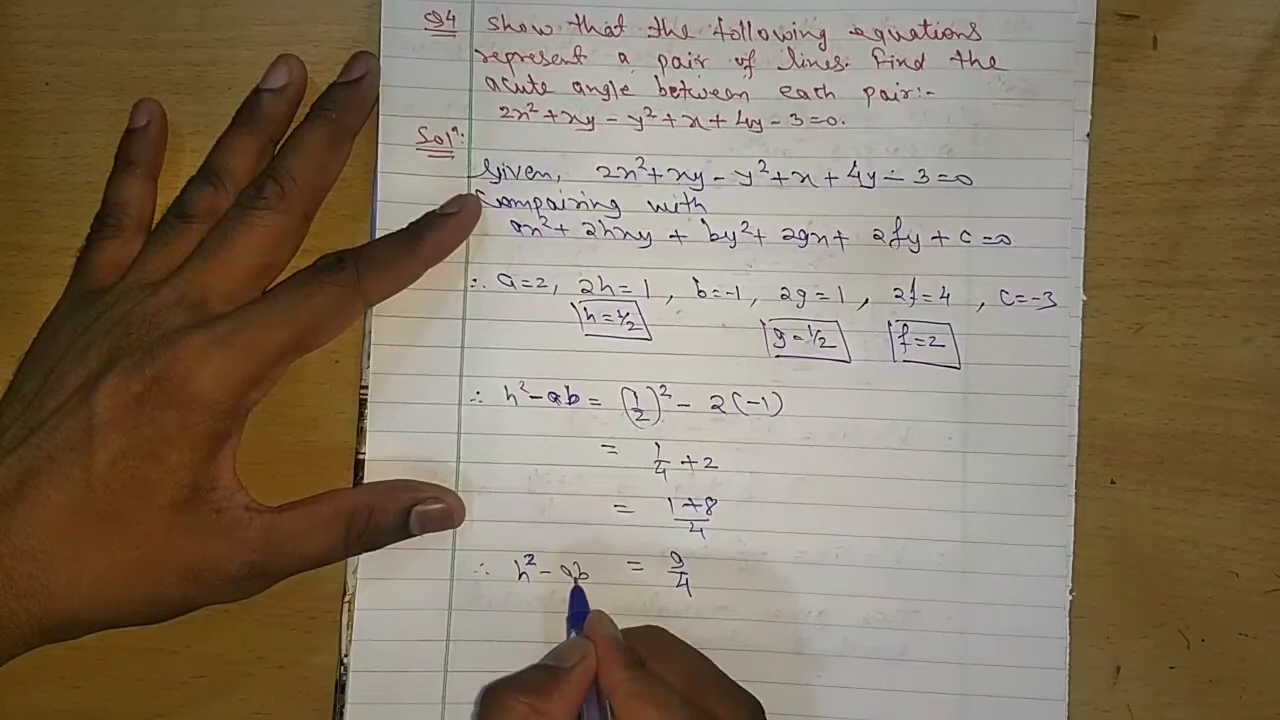 Q4 Show that the following equations
represent a pair of lines. Find the
acute angle between each pair:-
2x² + xy - y² + x + 4y - 3 = 0.
Solⁿ:
Given, 2x² + xy - y² + x + 4y - 3 = 0
Compairing with
ax² + 2hxy + by² + 2gx + 2fy + c = 0
∴ a=2, 2h=1, b=-1, 2g=1, 2f=4, c=-3
h=1/2 g=1/2 f=2
∴ h²-ab = (1/2)² - 2(-1)
= 1/4 + 2
= (1+8)/4
∴ h²-ab = 9/4